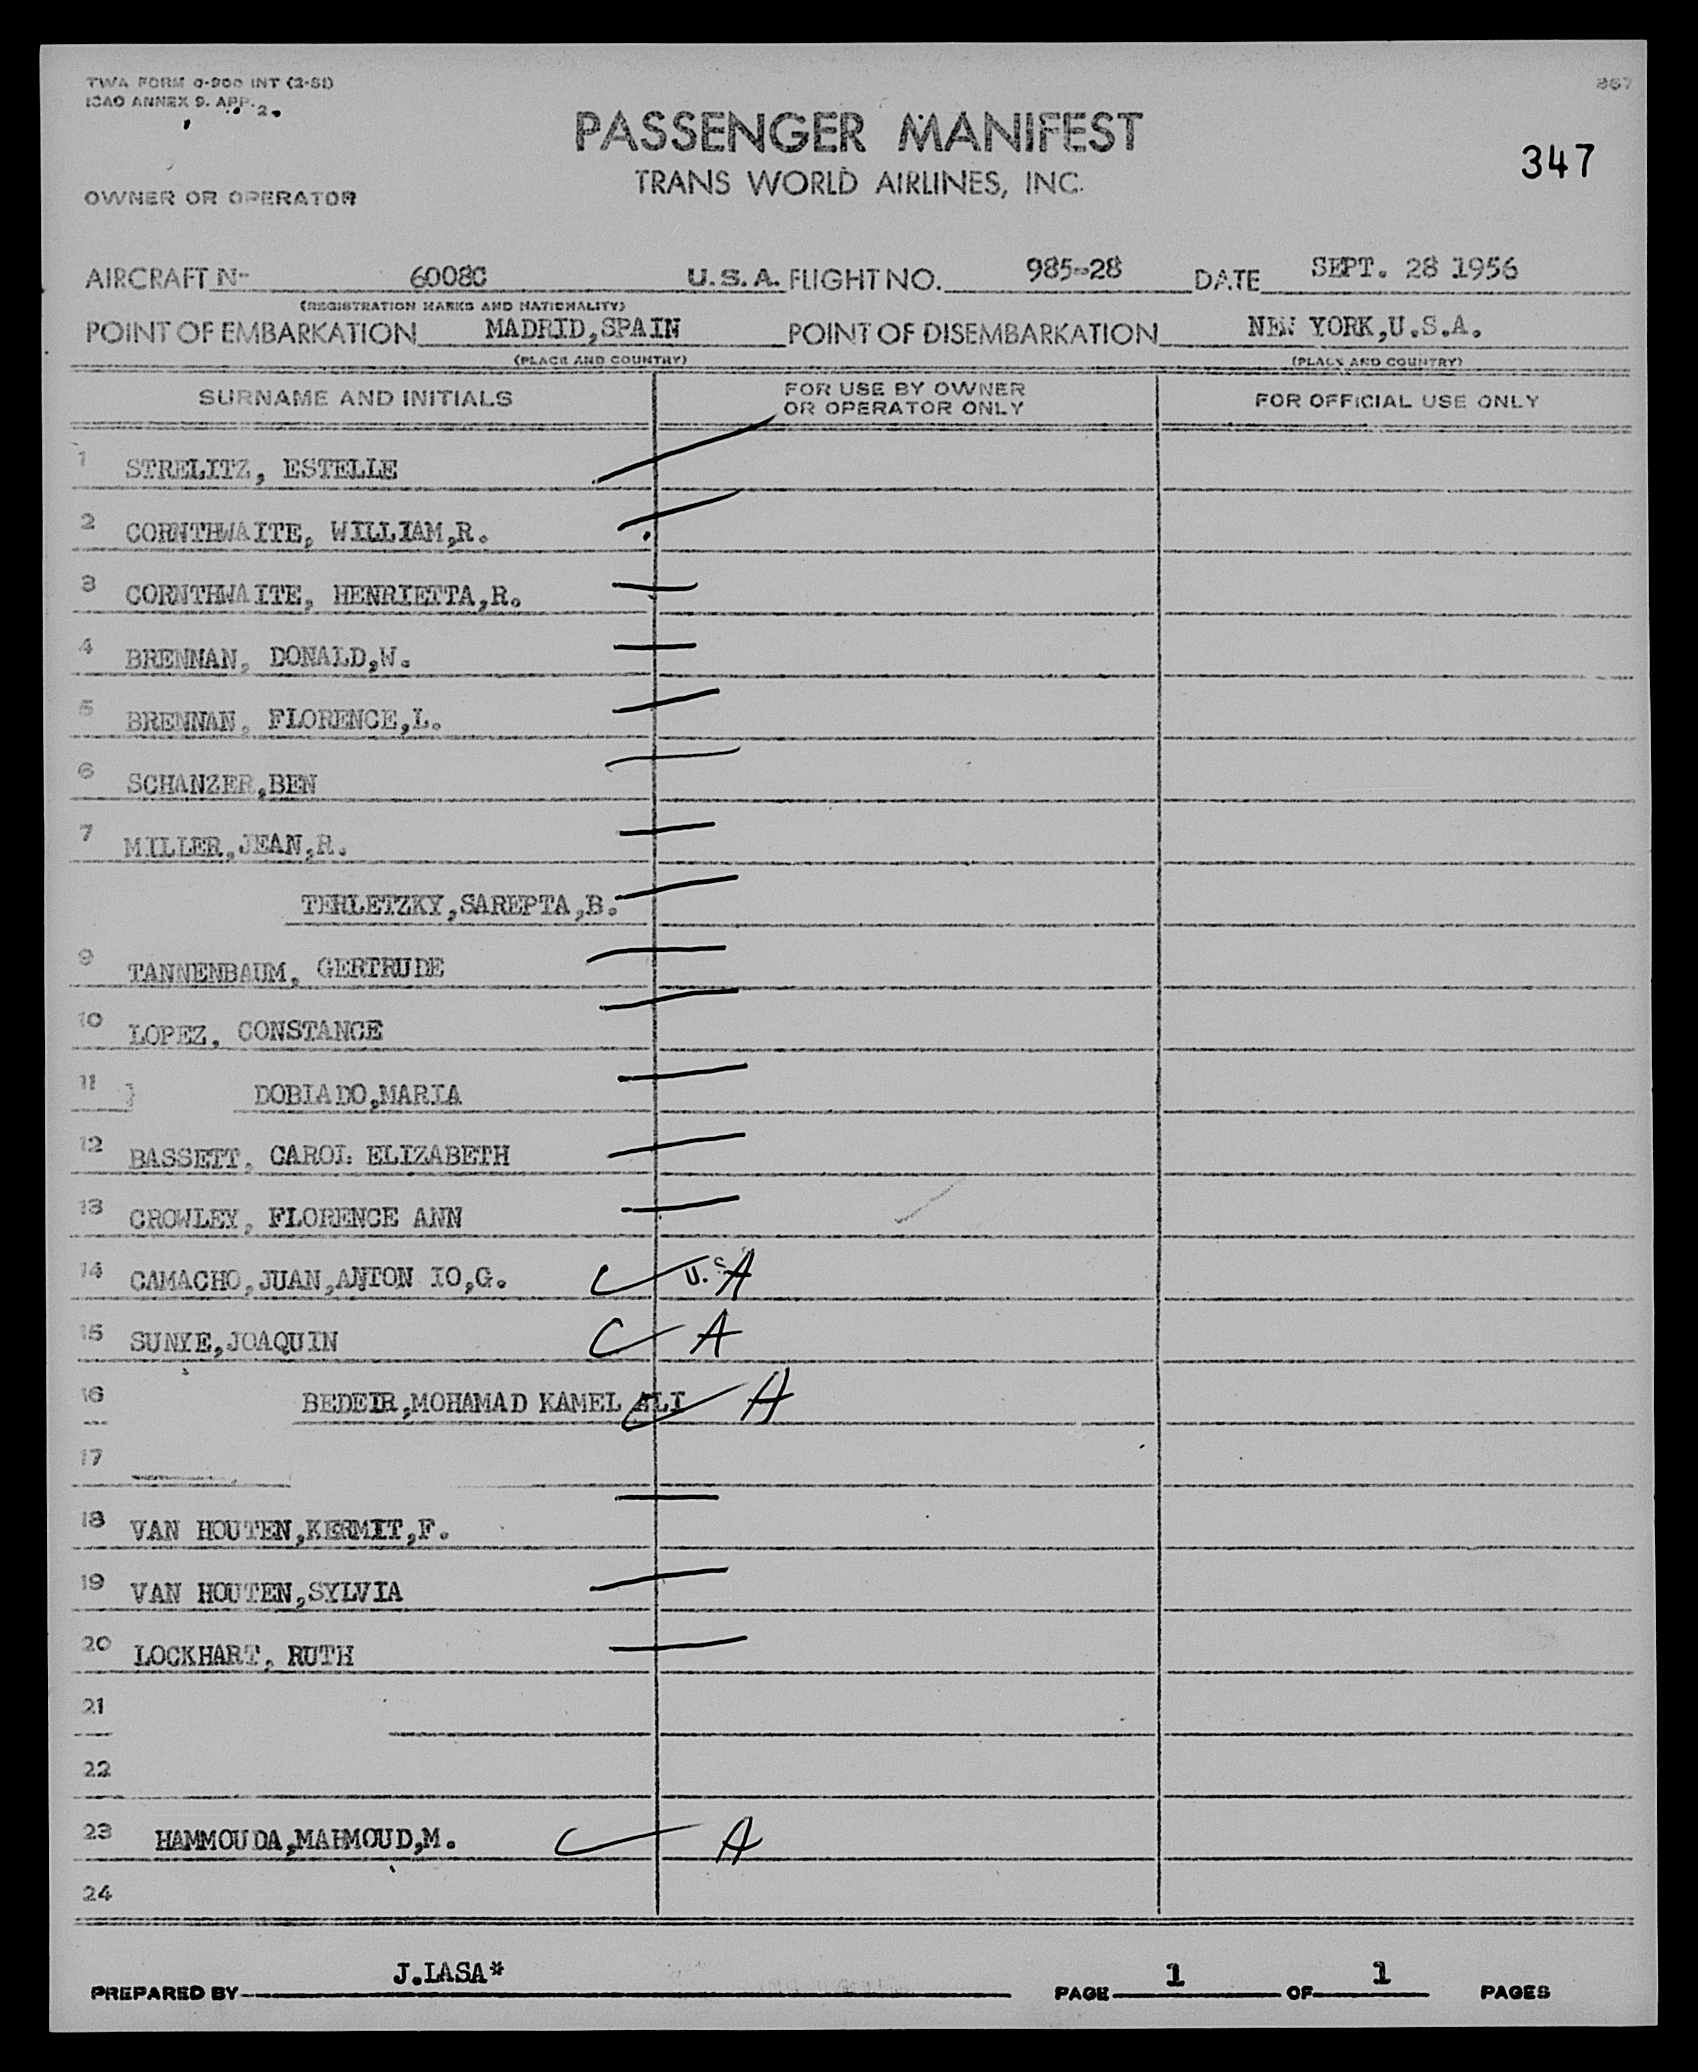 TWA FORM 0-900 INT (2-51)
ICAO ANNEX 9. APP. 2.
367
PASSENGER MANIFEST
347
TRANS WORLD AIRLINES, INC.
OWNER OR OPERATOR
AIRCRAFT N- 6008C U.S.A. FLIGHT NO. 985-28 DATE SEPT. 28 1956
(REGISTRATION MARKS AND NATIONALITY)
POINT OF EMBARKATION MADRID,SPAIN POINT OF DISEMBARKATION NEW YORK,U.S.A.
(PLACE AND COUNTRY) (PLACE AND COUNTRY)
SURNAME AND INITIALS FOR USE BY OWNER OR OPERATOR ONLY FOR OFFICIAL USE ONLY
1 STRELITZ, ESTELLE
2 CORNTHWAITE, WILLIAM,R.
3 CORNTHWAITE, HENRIETTA,R.
4 BRENNAN, DONALD,W.
5 BRENNAN, FLORENCE,L.
6 SCHANZER,BEN
7 MILLER,JEAN,R.
TERLETZKY,SAREPTA,B.
9 TANNENBAUM, GERTRUDE
10 LOPEZ, CONSTANCE
11 DOBIADO,MARIA
12 BASSETT, CAROL ELIZABETH
13 CROWLEY, FLORENCE ANN
14 CAMACHO,JUAN,ANTON IO,G. U.S A
15 SUNYE,JOAQUIN A
16 BEDEIR,MOHAMAD KAMEL ALI A
17
18 VAN HOUTEN,KERMIT,F.
19 VAN HOUTEN,SYLVIA
20 LOCKHART, RUTH
21
22
23 HAMMOUDA,MAHMOUD,M. A
24
PREPARED BY J.LASA* PAGE 1 OF 1 PAGES